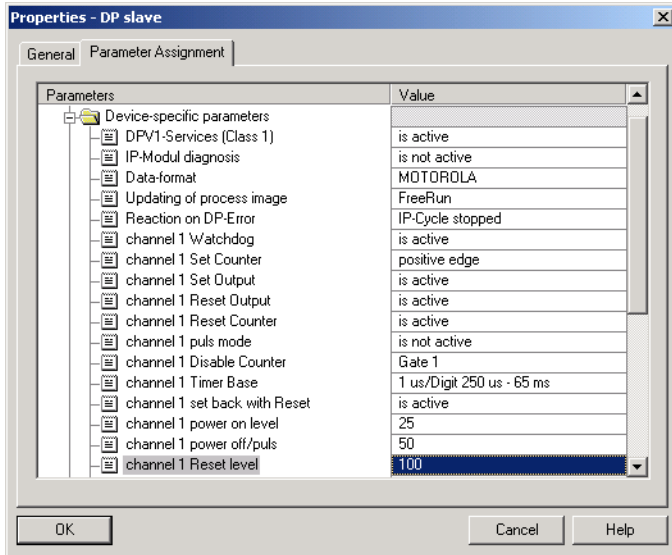 Properties - DP slave
General Parameter Assignment
Parameters Value
Device-specific parameters
DPV1-Services (Class 1) is active
IP-Modul diagnosis is not active
Data-format MOTOROLA
Updating of process image FreeRun
Reaction on DP-Error IP-Cycle stopped
channel 1 Watchdog is active
channel 1 Set Counter positive edge
channel 1 Set Output is active
channel 1 Reset Output is active
channel 1 Reset Counter is active
channel 1 puls mode is not active
channel 1 Disable Counter Gate 1
channel 1 Timer Base 1 us/Digit 250 us - 65 ms
channel 1 set back with Reset is active
channel 1 power on level 25
channel 1 power off/puls 50
channel 1 Reset level 100
OK Cancel Help